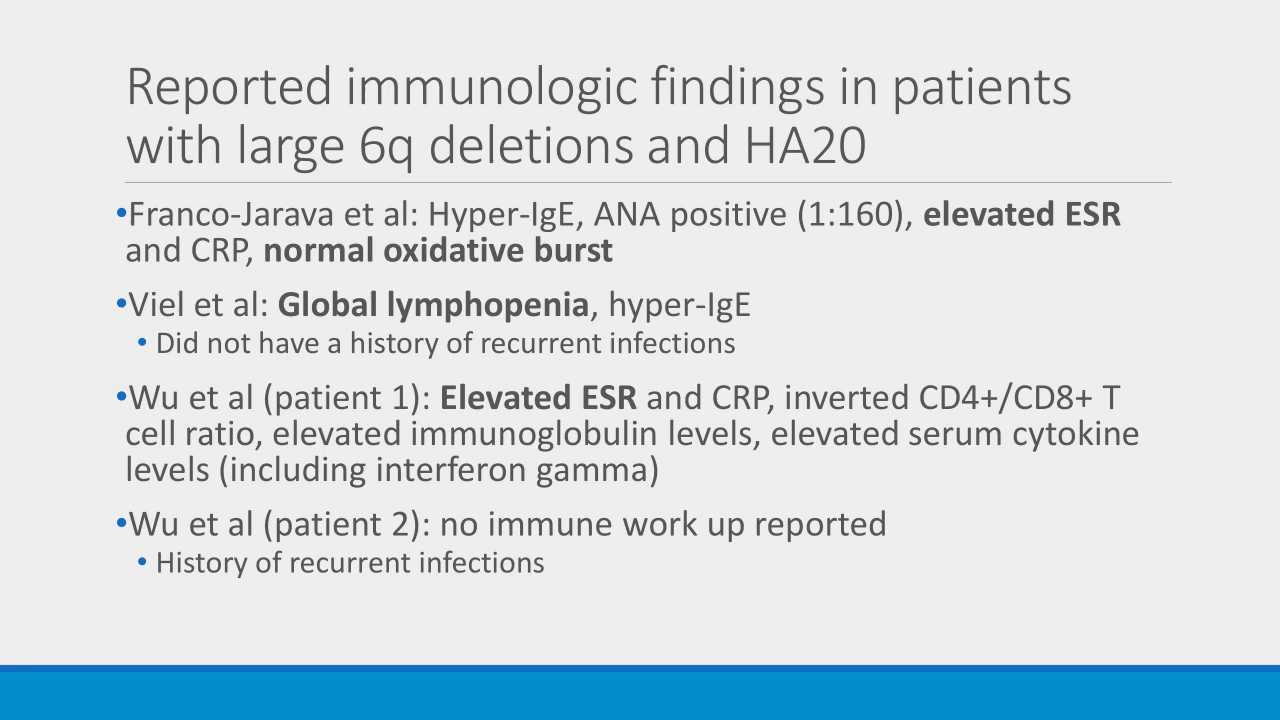 Reported immunologic findings in patients
with large 6q deletions and HA20
•Franco-Jarava et al: Hyper-IgE, ANA positive (1:160), elevated ESR
and CRP, normal oxidative burst
•Viel et al: Global lymphopenia, hyper-IgE
• Did not have a history of recurrent infections
•Wu et al (patient 1): Elevated ESR and CRP, inverted CD4+/CD8+ T
cell ratio, elevated immunoglobulin levels, elevated serum cytokine
levels (including interferon gamma)
•Wu et al (patient 2): no immune work up reported
• History of recurrent infections